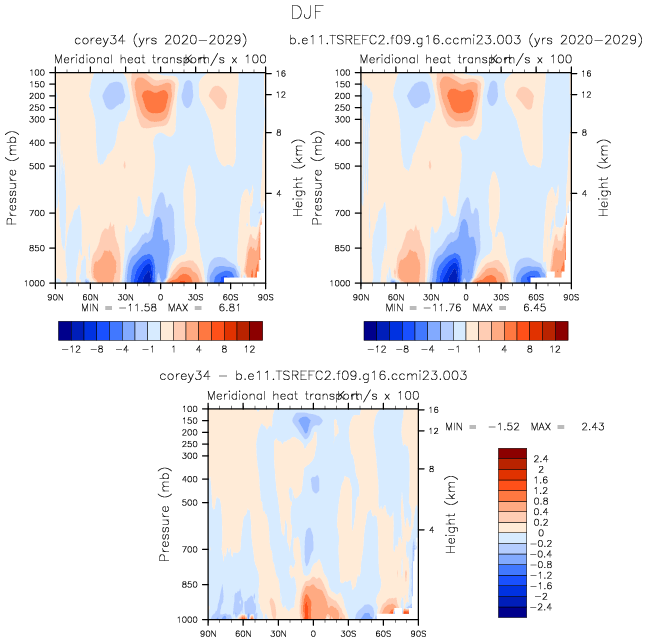 DJF
corey34 (yrs 2020-2029)
b.e11.TSREFC2.f09.g16.ccmi23.003 (yrs 2020-2029)
Meridional heat transport K m/s x 100
Meridional heat transport K m/s x 100
Pressure (mb)
100
150
200
250
300
400
500
700
850
1000
16
12
8
4
Height (km)
90N 60N 30N 0 30S 60S 90S
MIN = -11.58 MAX = 6.81
-12 -8 -4 -1 1 4 8 12
Pressure (mb)
100
150
200
250
300
400
500
700
850
1000
16
12
8
4
Height (km)
90N 60N 30N 0 30S 60S 90S
MIN = -11.76 MAX = 6.45
-12 -8 -4 -1 1 4 8 12
corey34 - b.e11.TSREFC2.f09.g16.ccmi23.003
Meridional heat transport K m/s x 100
Pressure (mb)
100
150
200
250
300
400
500
700
850
1000
16
12
8
4
Height (km)
90N 60N 30N 0 30S 60S 90S
MIN = -1.52 MAX = 2.43
2.4
2
1.6
1.2
0.8
0.4
0.2
0
-0.2
-0.4
-0.8
-1.2
-1.6
-2
-2.4